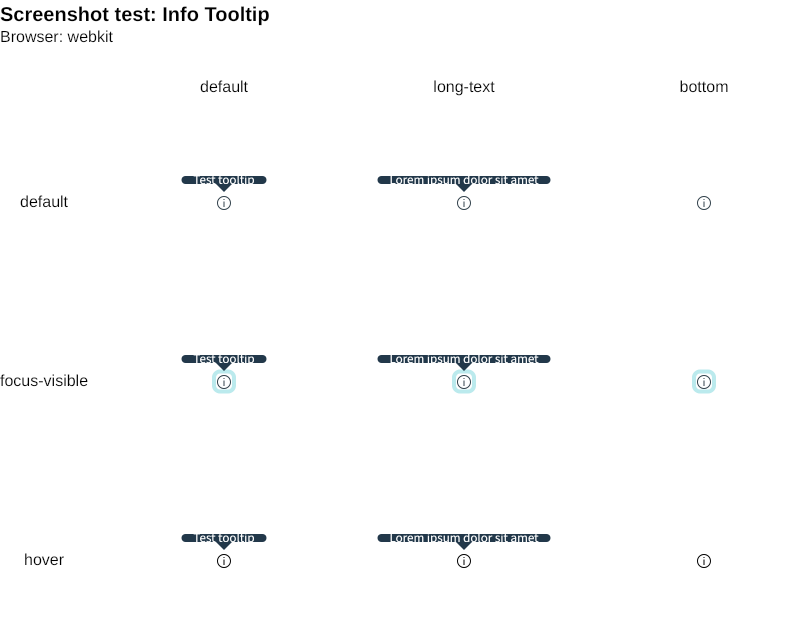 Screenshot test: Info Tooltip
Browser: webkit
default long-text bottom
Test tooltip Lorem ipsum dolor sit amet
default
Test tooltip Lorem ipsum dolor sit amet
focus-visible
Test tooltip Lorem ipsum dolor sit amet
hover